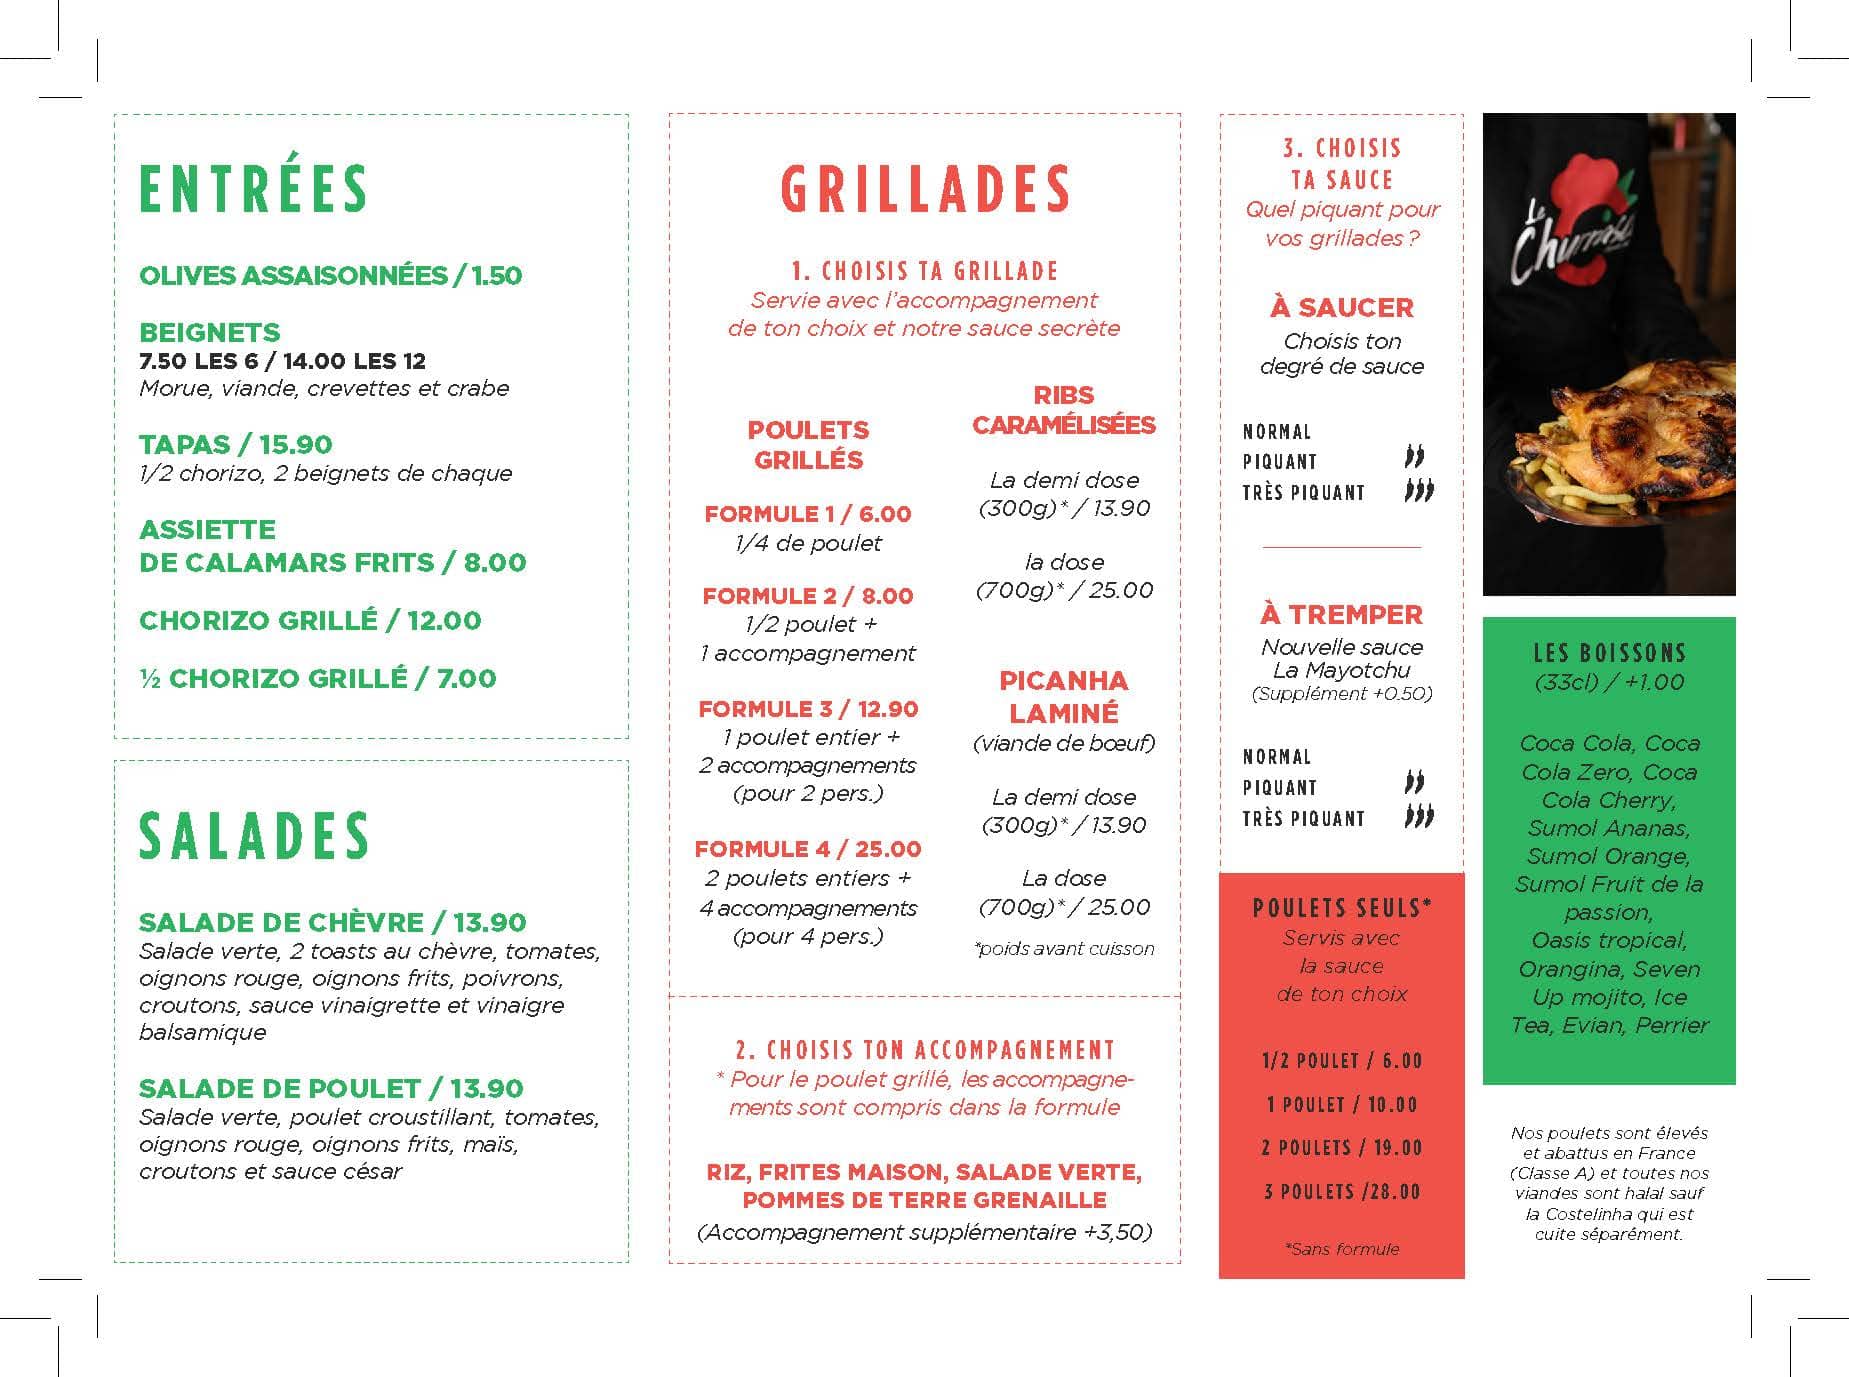 ENTRÉES
OLIVES ASSAISONNÉES / 1.50
BEIGNETS
7.50 LES 6 / 14.00 LES 12
Morue, viande, crevettes et crabe
TAPAS / 15.90
1/2 chorizo, 2 beignets de chaque
ASSIETTE
DE CALAMARS FRITS / 8.00
CHORIZO GRILLÉ / 12.00
½ CHORIZO GRILLÉ / 7.00
SALADES
SALADE DE CHÈVRE / 13.90
Salade verte, 2 toasts au chèvre, tomates,
oignons rouge, oignons frits, poivrons,
croutons, sauce vinaigrette et vinaigre
balsamique
SALADE DE POULET / 13.90
Salade verte, poulet croustillant, tomates,
oignons rouge, oignons frits, maïs,
croutons et sauce césar
GRILLADES
1. CHOISIS TA GRILLADE
Servie avec l'accompagnement
de ton choix et notre sauce secrète
POULETS
GRILLÉS
FORMULE 1 / 6.00
1/4 de poulet
FORMULE 2 / 8.00
1/2 poulet +
1 accompagnement
FORMULE 3 / 12.90
1 poulet entier +
2 accompagnements
(pour 2 pers.)
FORMULE 4 / 25.00
2 poulets entiers +
4 accompagnements
(pour 4 pers.)
RIBS
CARAMÉLISÉES
La demi dose
(300g)* / 13.90
la dose
(700g)* / 25.00
PICANHA
LAMINÉ
(viande de bœuf)
La demi dose
(300g)* / 13.90
La dose
(700g)* / 25.00
*poids avant cuisson
2. CHOISIS TON ACCOMPAGNEMENT
* Pour le poulet grillé, les accompagne-
ments sont compris dans la formule
RIZ, FRITES MAISON, SALADE VERTE,
POMMES DE TERRE GRENAILLE
(Accompagnement supplémentaire +3,50)
3. CHOISIS
TA SAUCE
Quel piquant pour
vos grillades ?
À SAUCER
Choisis ton
degré de sauce
NORMAL
PIQUANT
TRÈS PIQUANT
À TREMPER
Nouvelle sauce
La Mayotchu
(Supplément +0.50)
NORMAL
PIQUANT
TRÈS PIQUANT
POULETS SEULS*
Servis avec
la sauce
de ton choix
1/2 POULET / 6.00
1 POULET / 10.00
2 POULETS / 19.00
3 POULETS /28.00
*Sans formule
Le
LES BOISSONS
(33cl) / +1.00
Coca Cola, Coca
Cola Zero, Coca
Cola Cherry,
Sumol Ananas,
Sumol Orange,
Sumol Fruit de la
passion,
Oasis tropical,
Orangina, Seven
Up mojito, Ice
Tea, Evian, Perrier
Nos poulets sont élevés
et abattus en France
(Classe A) et toutes nos
viandes sont halal sauf
la Costelinha qui est
cuite séparément.